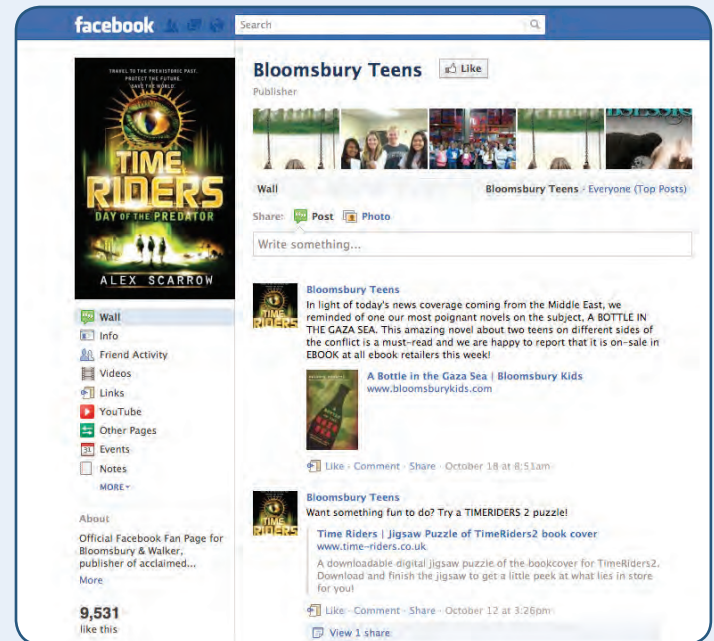 facebook
Search
TRAVEL TO THE PREHISTORIC PAST.
PROTECT THE FUTURE.
SAVE THE WORLD.
TIME
RIDERS
DAY OF THE PREDATOR
ALEX SCARROW
Wall
Info
Friend Activity
Videos
Links
YouTube
Other Pages
31 Events
Notes
MORE
About
Official Facebook Fan Page for
Bloomsbury & Walker,
publisher of acclaimed...
More
9,531
like this
Bloomsbury Teens
Like
Publisher
Wall
Bloomsbury Teens · Everyone (Top Posts)
Share: Post Photo
Write something...
TIME
RIDERS
Bloomsbury Teens
In light of today's news coverage coming from the Middle East, we
reminded of one our most poignant novels on the subject, A BOTTLE IN
THE GAZA SEA. This amazing novel about two teens on different sides of
the conflict is a must-read and we are happy to report that it is on-sale in
EBOOK at all ebook retailers this week!
A Bottle in the Gaza Sea | Bloomsbury Kids
www.bloomsburykids.com
Like · Comment · Share · October 18 at 8:51am
TIME
RIDERS
Bloomsbury Teens
Want something fun to do? Try a TIMERIDERS 2 puzzle!
Time Riders | Jigsaw Puzzle of TimeRiders2 book cover
www.time-riders.co.uk
A downloadable digital jigsaw puzzle of the bookcover for TimeRiders2.
Download and finish the jigsaw to get a little peek at what lies in store
for you!
Like · Comment · Share · October 12 at 3:26pm
View 1 share